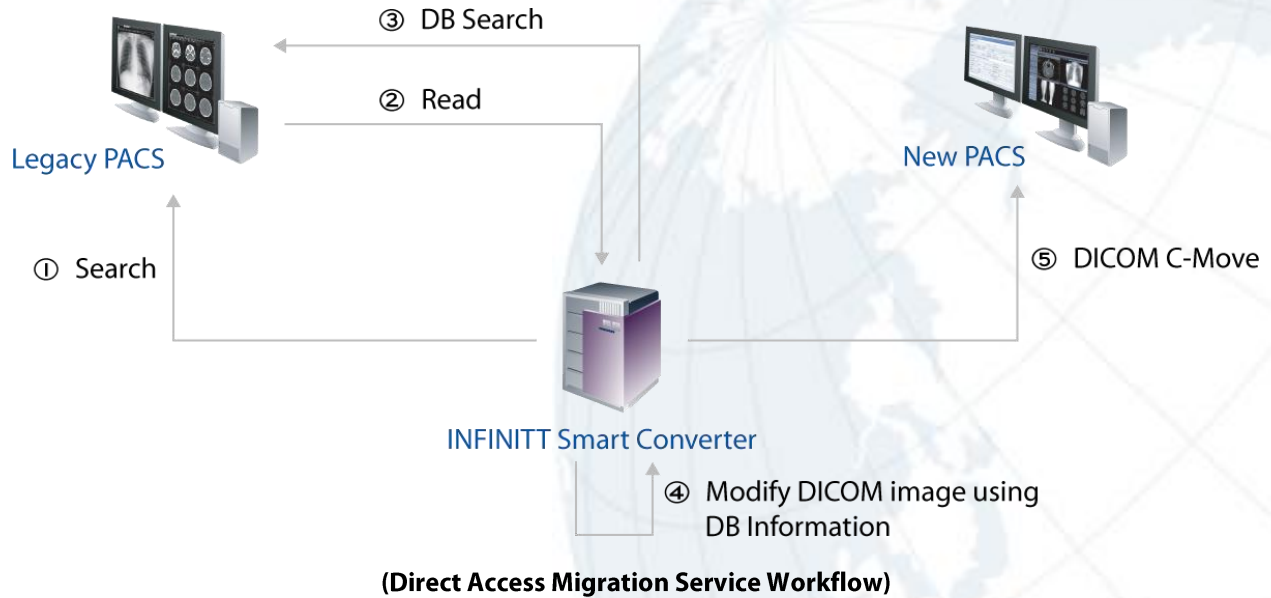 ③ DB Search
② Read
Legacy PACS
New PACS
① Search
⑤ DICOM C-Move
INFINITT Smart Converter
④ Modify DICOM image using
DB Information
(Direct Access Migration Service Workflow)